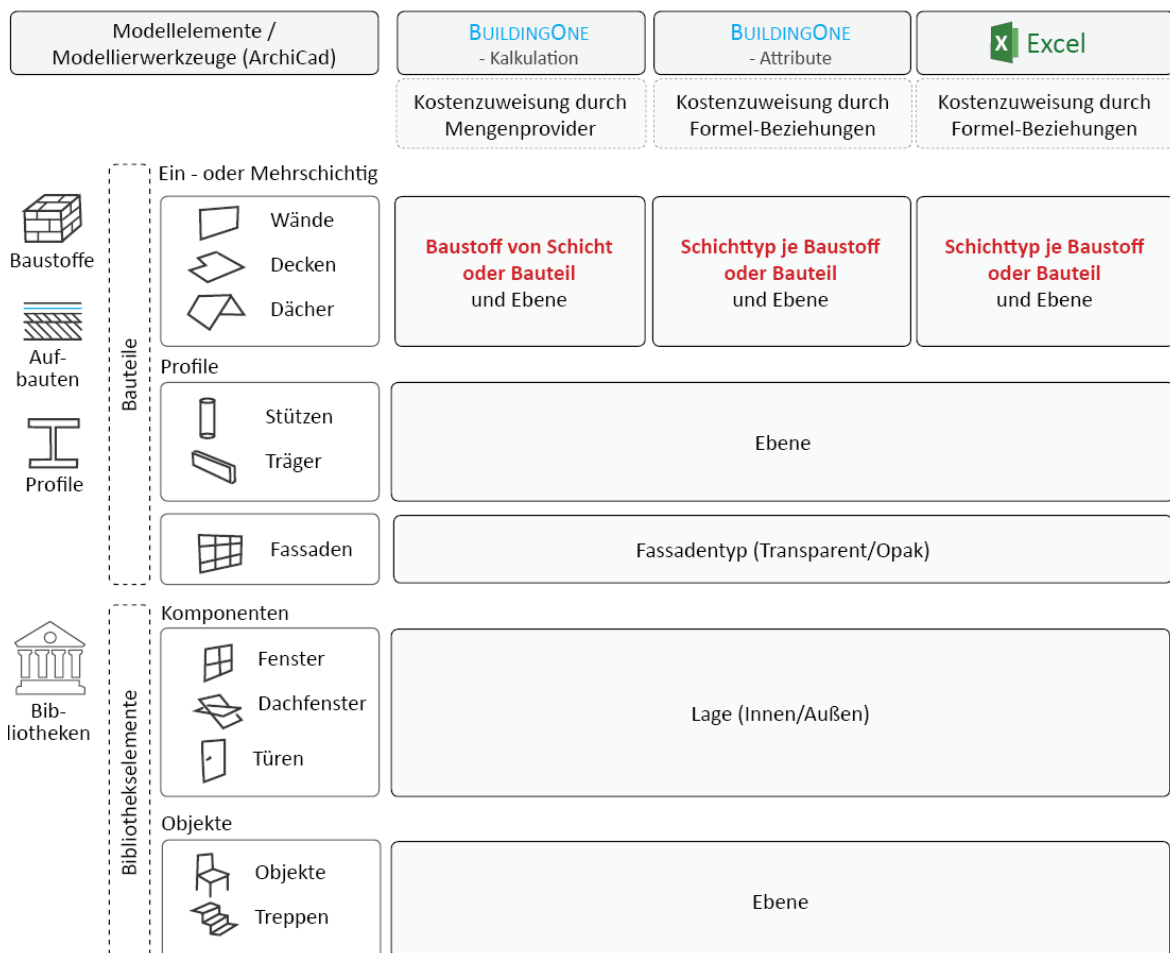 Modellelemente /
Modellierwerkzeuge (ArchiCad)
BUILDINGONE
- Kalkulation
BUILDINGONE
- Attribute
X Excel
Kostenzuweisung durch
Mengenprovider
Kostenzuweisung durch
Formel-Beziehungen
Kostenzuweisung durch
Formel-Beziehungen
Baustoffe
Auf-
bauten
Profile
Bauteile
Ein - oder Mehrschichtig
Wände
Decken
Dächer
Baustoff von Schicht
oder Bauteil
und Ebene
Schichttyp je Baustoff
oder Bauteil
und Ebene
Schichttyp je Baustoff
oder Bauteil
und Ebene
Profile
Stützen
Träger
Ebene
Fassaden
Fassadentyp (Transparent/Opak)
Bib-
liotheken
Bibliothekselemente
Komponenten
Fenster
Dachfenster
Türen
Lage (Innen/Außen)
Objekte
Objekte
Treppen
Ebene